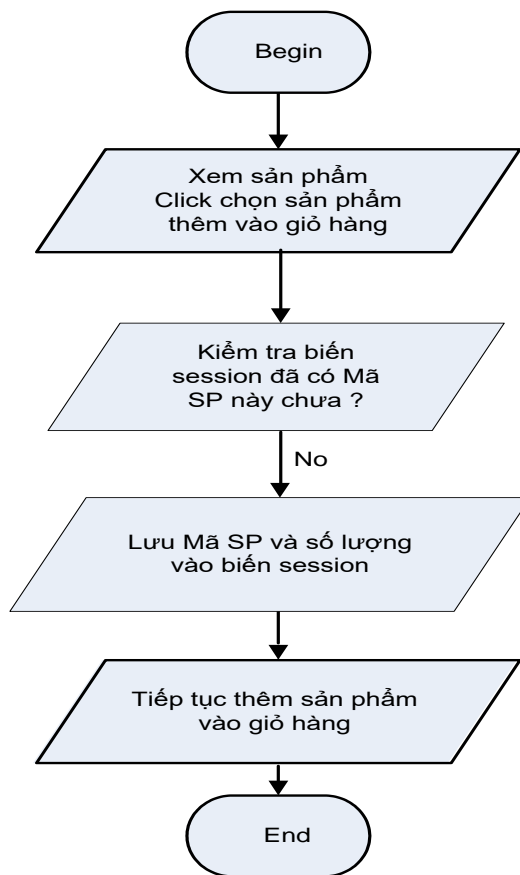 Begin
Xem sản phẩm
Click chọn sản phẩm
thêm vào giỏ hàng
Kiểm tra biến
session đã có Mã
SP này chưa ?
No
Lưu Mã SP và số lượng
vào biến session
Tiếp tục thêm sản phẩm
vào giỏ hàng
End